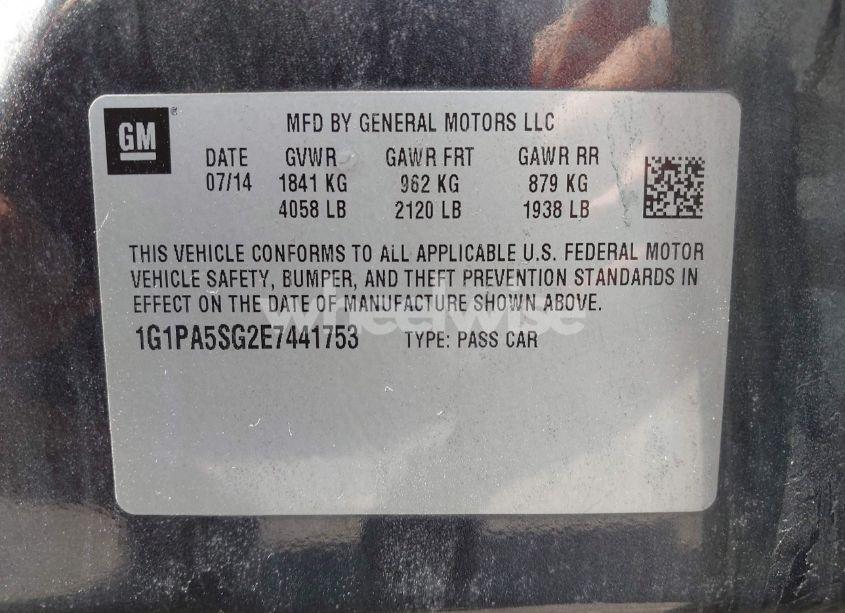 GM ®
MFD BY GENERAL MOTORS LLC
DATE GVWR GAWR FRT GAWR RR
07/14 1841 KG 962 KG 879 KG
4058 LB 2120 LB 1938 LB
THIS VEHICLE CONFORMS TO ALL APPLICABLE U.S. FEDERAL MOTOR
VEHICLE SAFETY, BUMPER, AND THEFT PREVENTION STANDARDS IN
EFFECT ON THE DATE OF MANUFACTURE SHOWN ABOVE.
wheelwise
1G1PA5SG2E7441753 TYPE: PASS CAR